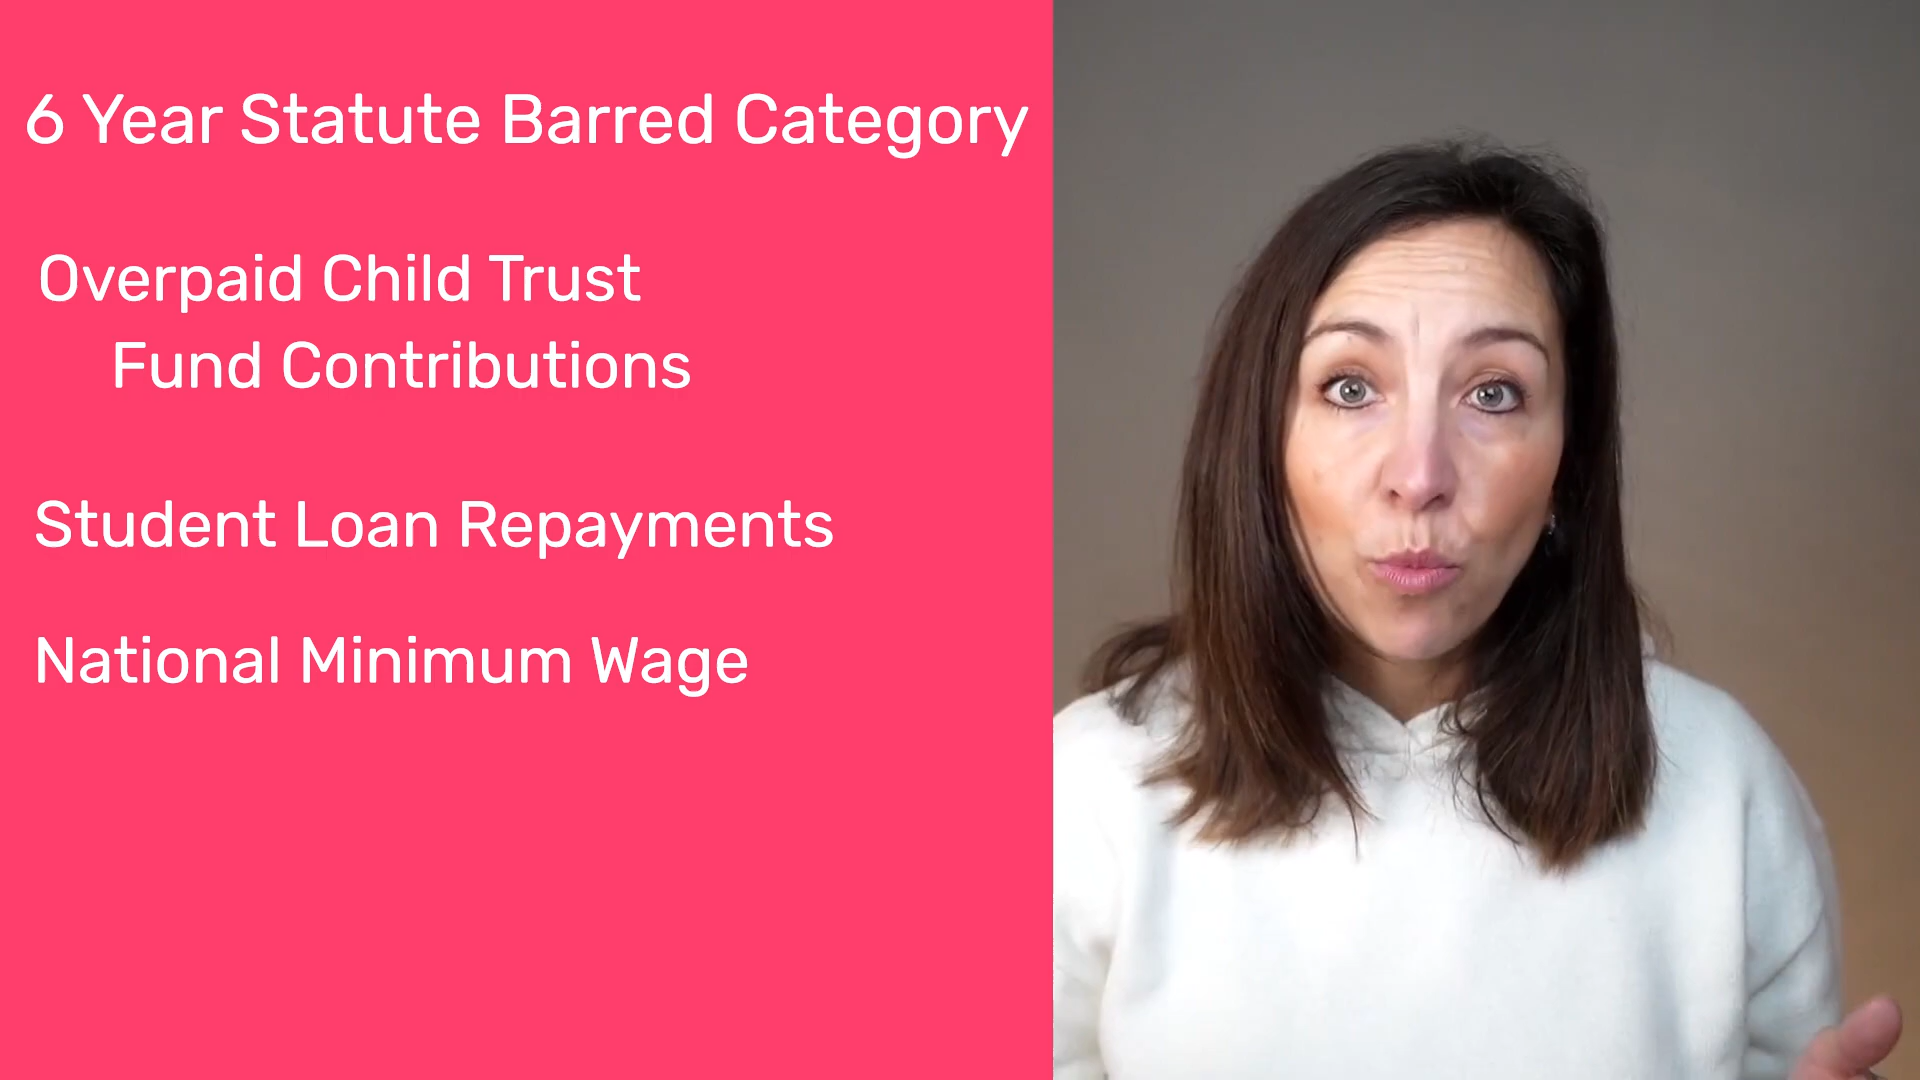 6 Year Statute Barred Category
Overpaid Child Trust
Fund Contributions
Student Loan Repayments
National Minimum Wage